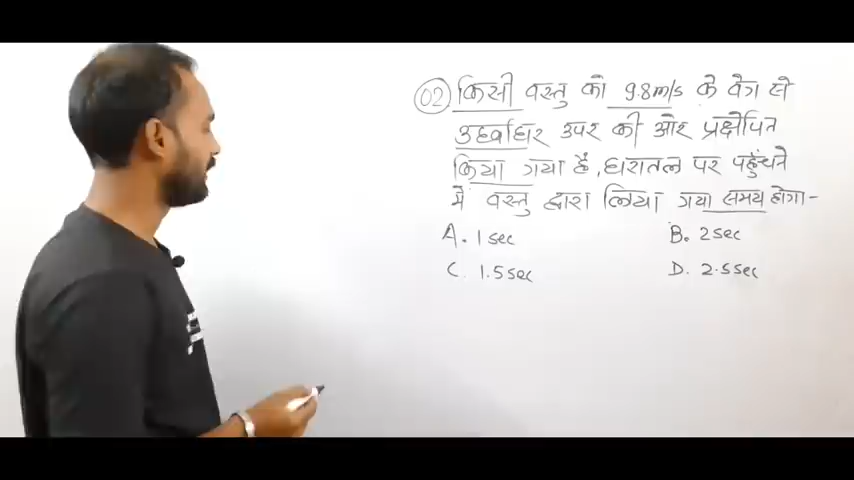 02 किसी वस्तु को 9.8m/s के वेग से
उर्ध्वाधर उपर की ओर प्रक्षेपित
किया गया है, धरातल पर पहुँचने
में वस्तु द्वारा लिया गया समय होगा-
A. 1 sec B. 2 sec
C. 1.5 sec D. 2.5 sec